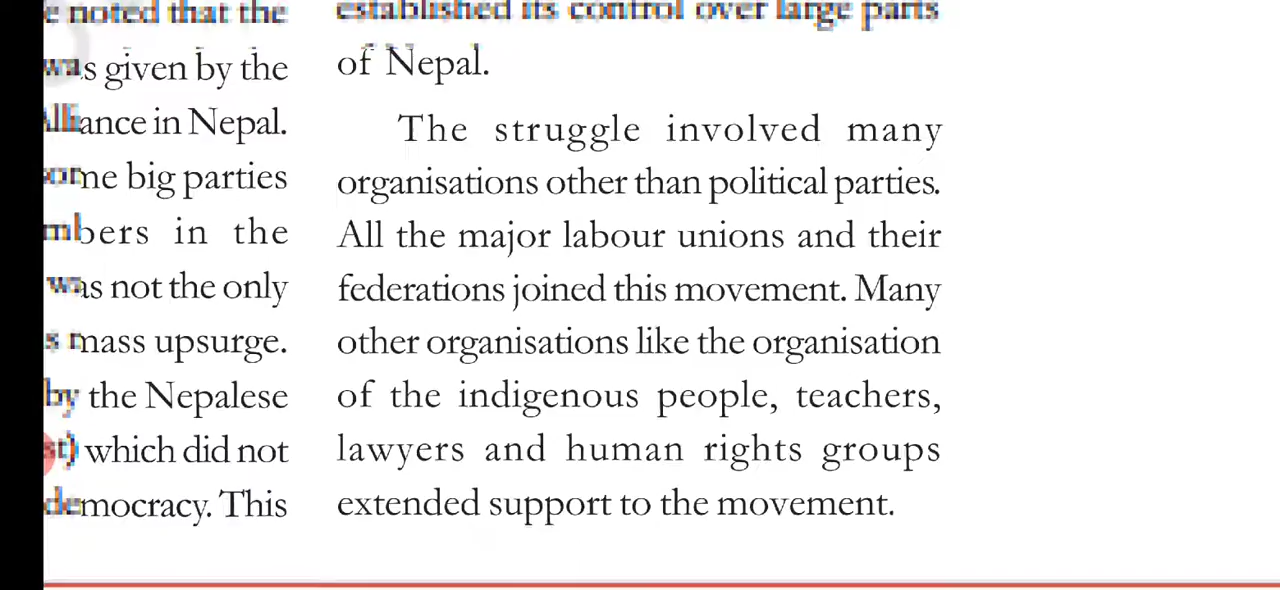 noted that the
was given by the
Alliance in Nepal.
some big parties
in the
was not the only
mass upsurge.
by the Nepalese
which did not
democracy. This
established its control over large parts
of Nepal.
The struggle involved many
organisations other than political parties.
All the major labour unions and their
federations joined this movement. Many
other organisations like the organisation
of the indigenous people, teachers,
lawyers and human rights groups
extended support to the movement.